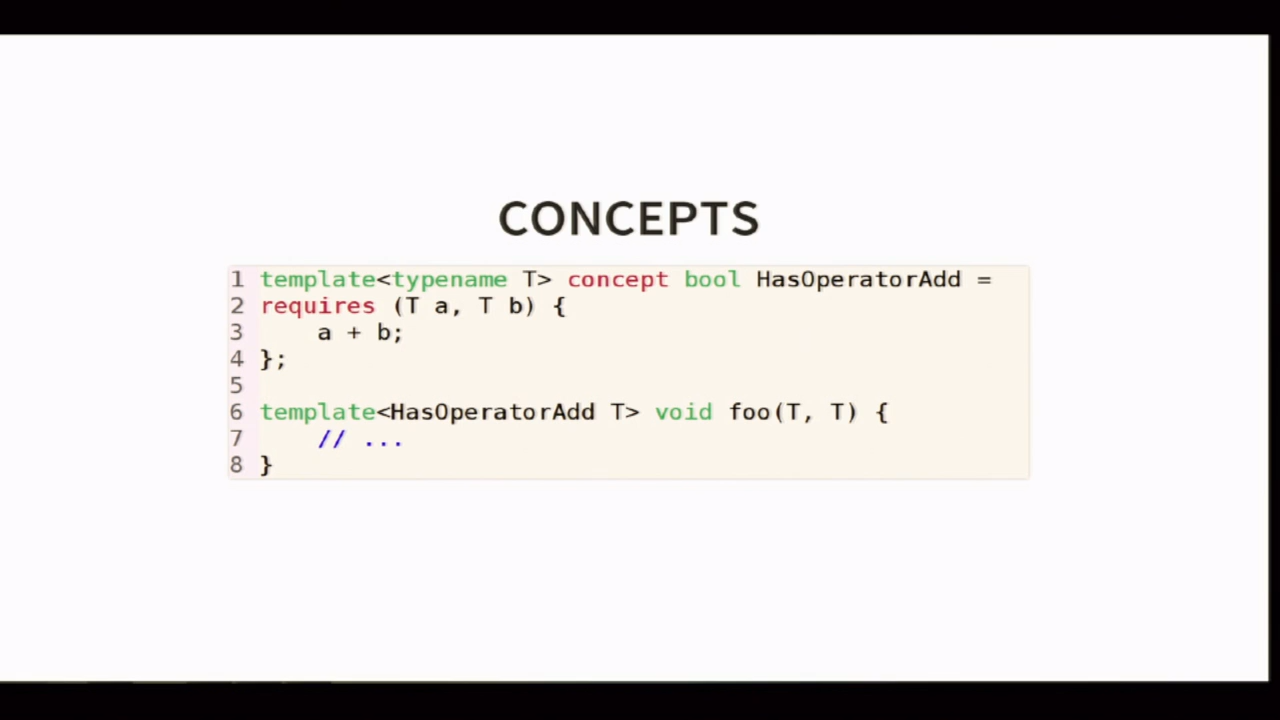 CONCEPTS
1 template<typename T> concept bool HasOperatorAdd =
2 requires (T a, T b) {
3     a + b;
4 };
5
6 template<HasOperatorAdd T> void foo(T, T) {
7     // ...
8 }